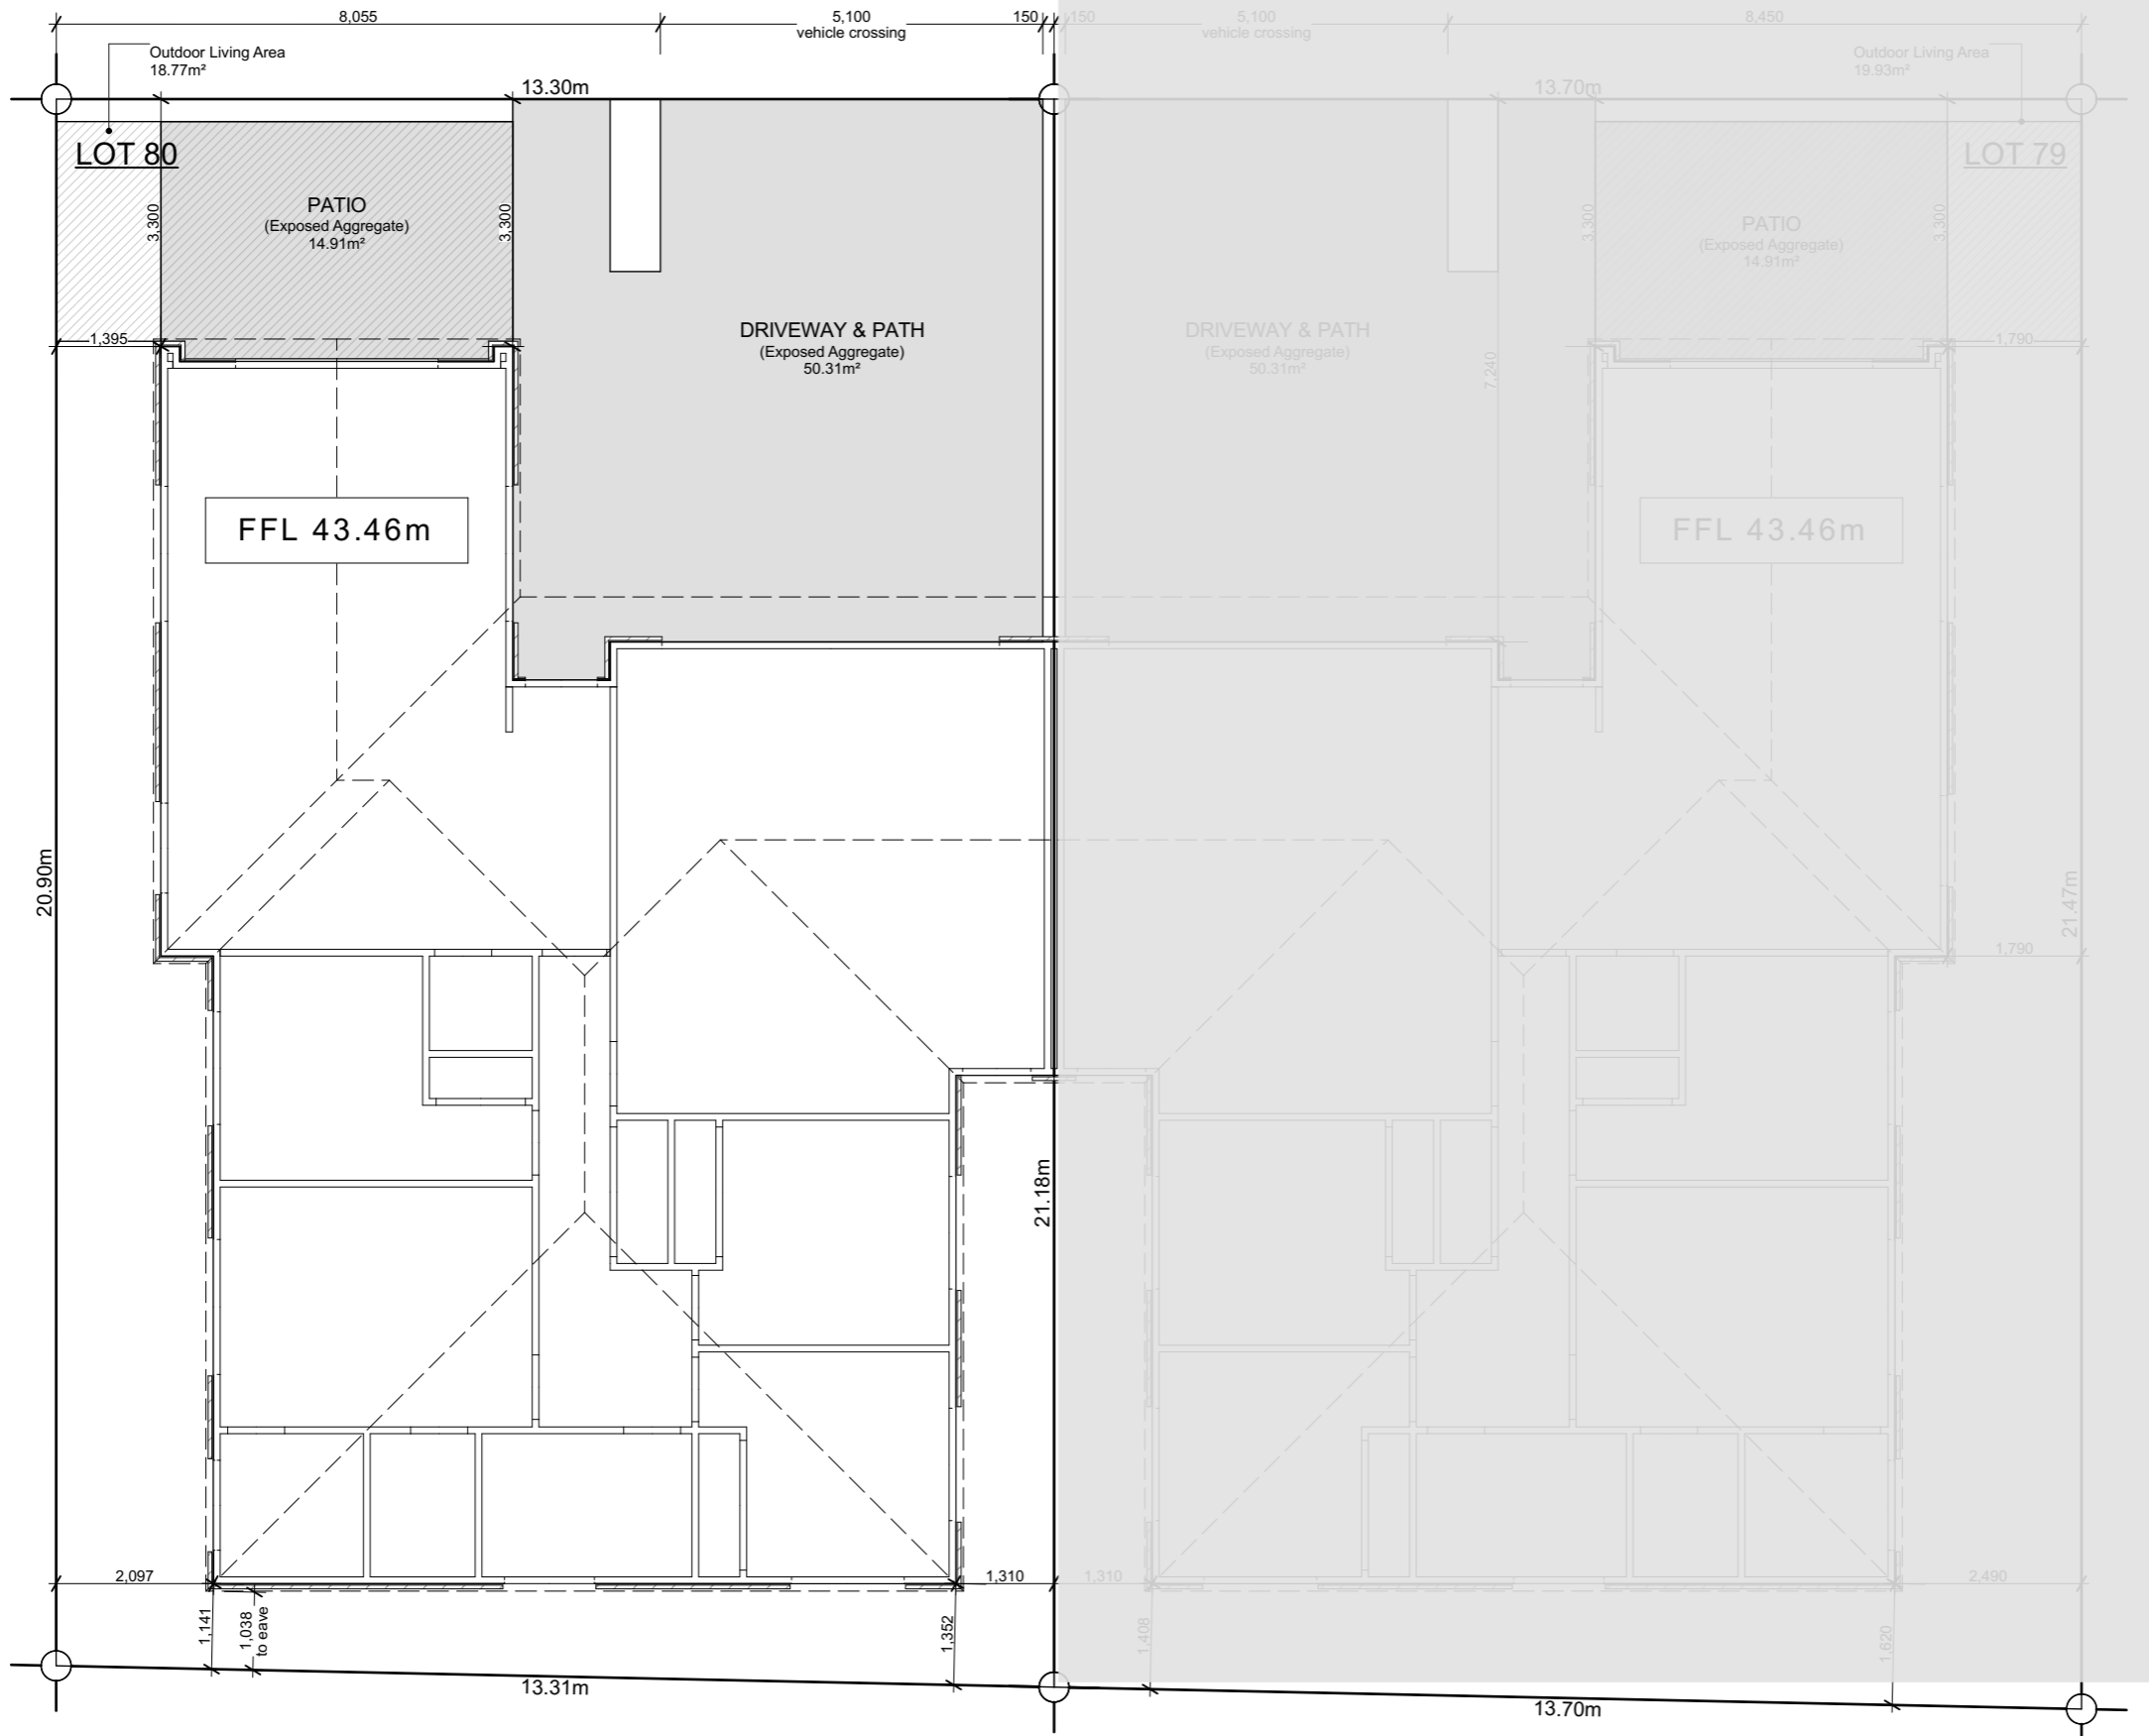 8,055
5,100
vehicle crossing
150
150
5,100
vehicle crossing
8,450
Outdoor Living Area
18.77m²
Outdoor Living Area
19.93m²
13.30m
13.70m
LOT 80
LOT 79
PATIO
(Exposed Aggregate)
14.91m²
3,300
3,300
PATIO
(Exposed Aggregate)
14.91m²
3,300
3,300
1,395
DRIVEWAY & PATH
(Exposed Aggregate)
50.31m²
DRIVEWAY & PATH
(Exposed Aggregate)
50.31m²
7,240
1,790
FFL 43.46m
FFL 43.46m
20.90m
21.47m
1,790
21.18m
2,097
1,310
1,310
2,490
1,141
1,038
to eave
1,352
1,408
1,620
13.31m
13.70m